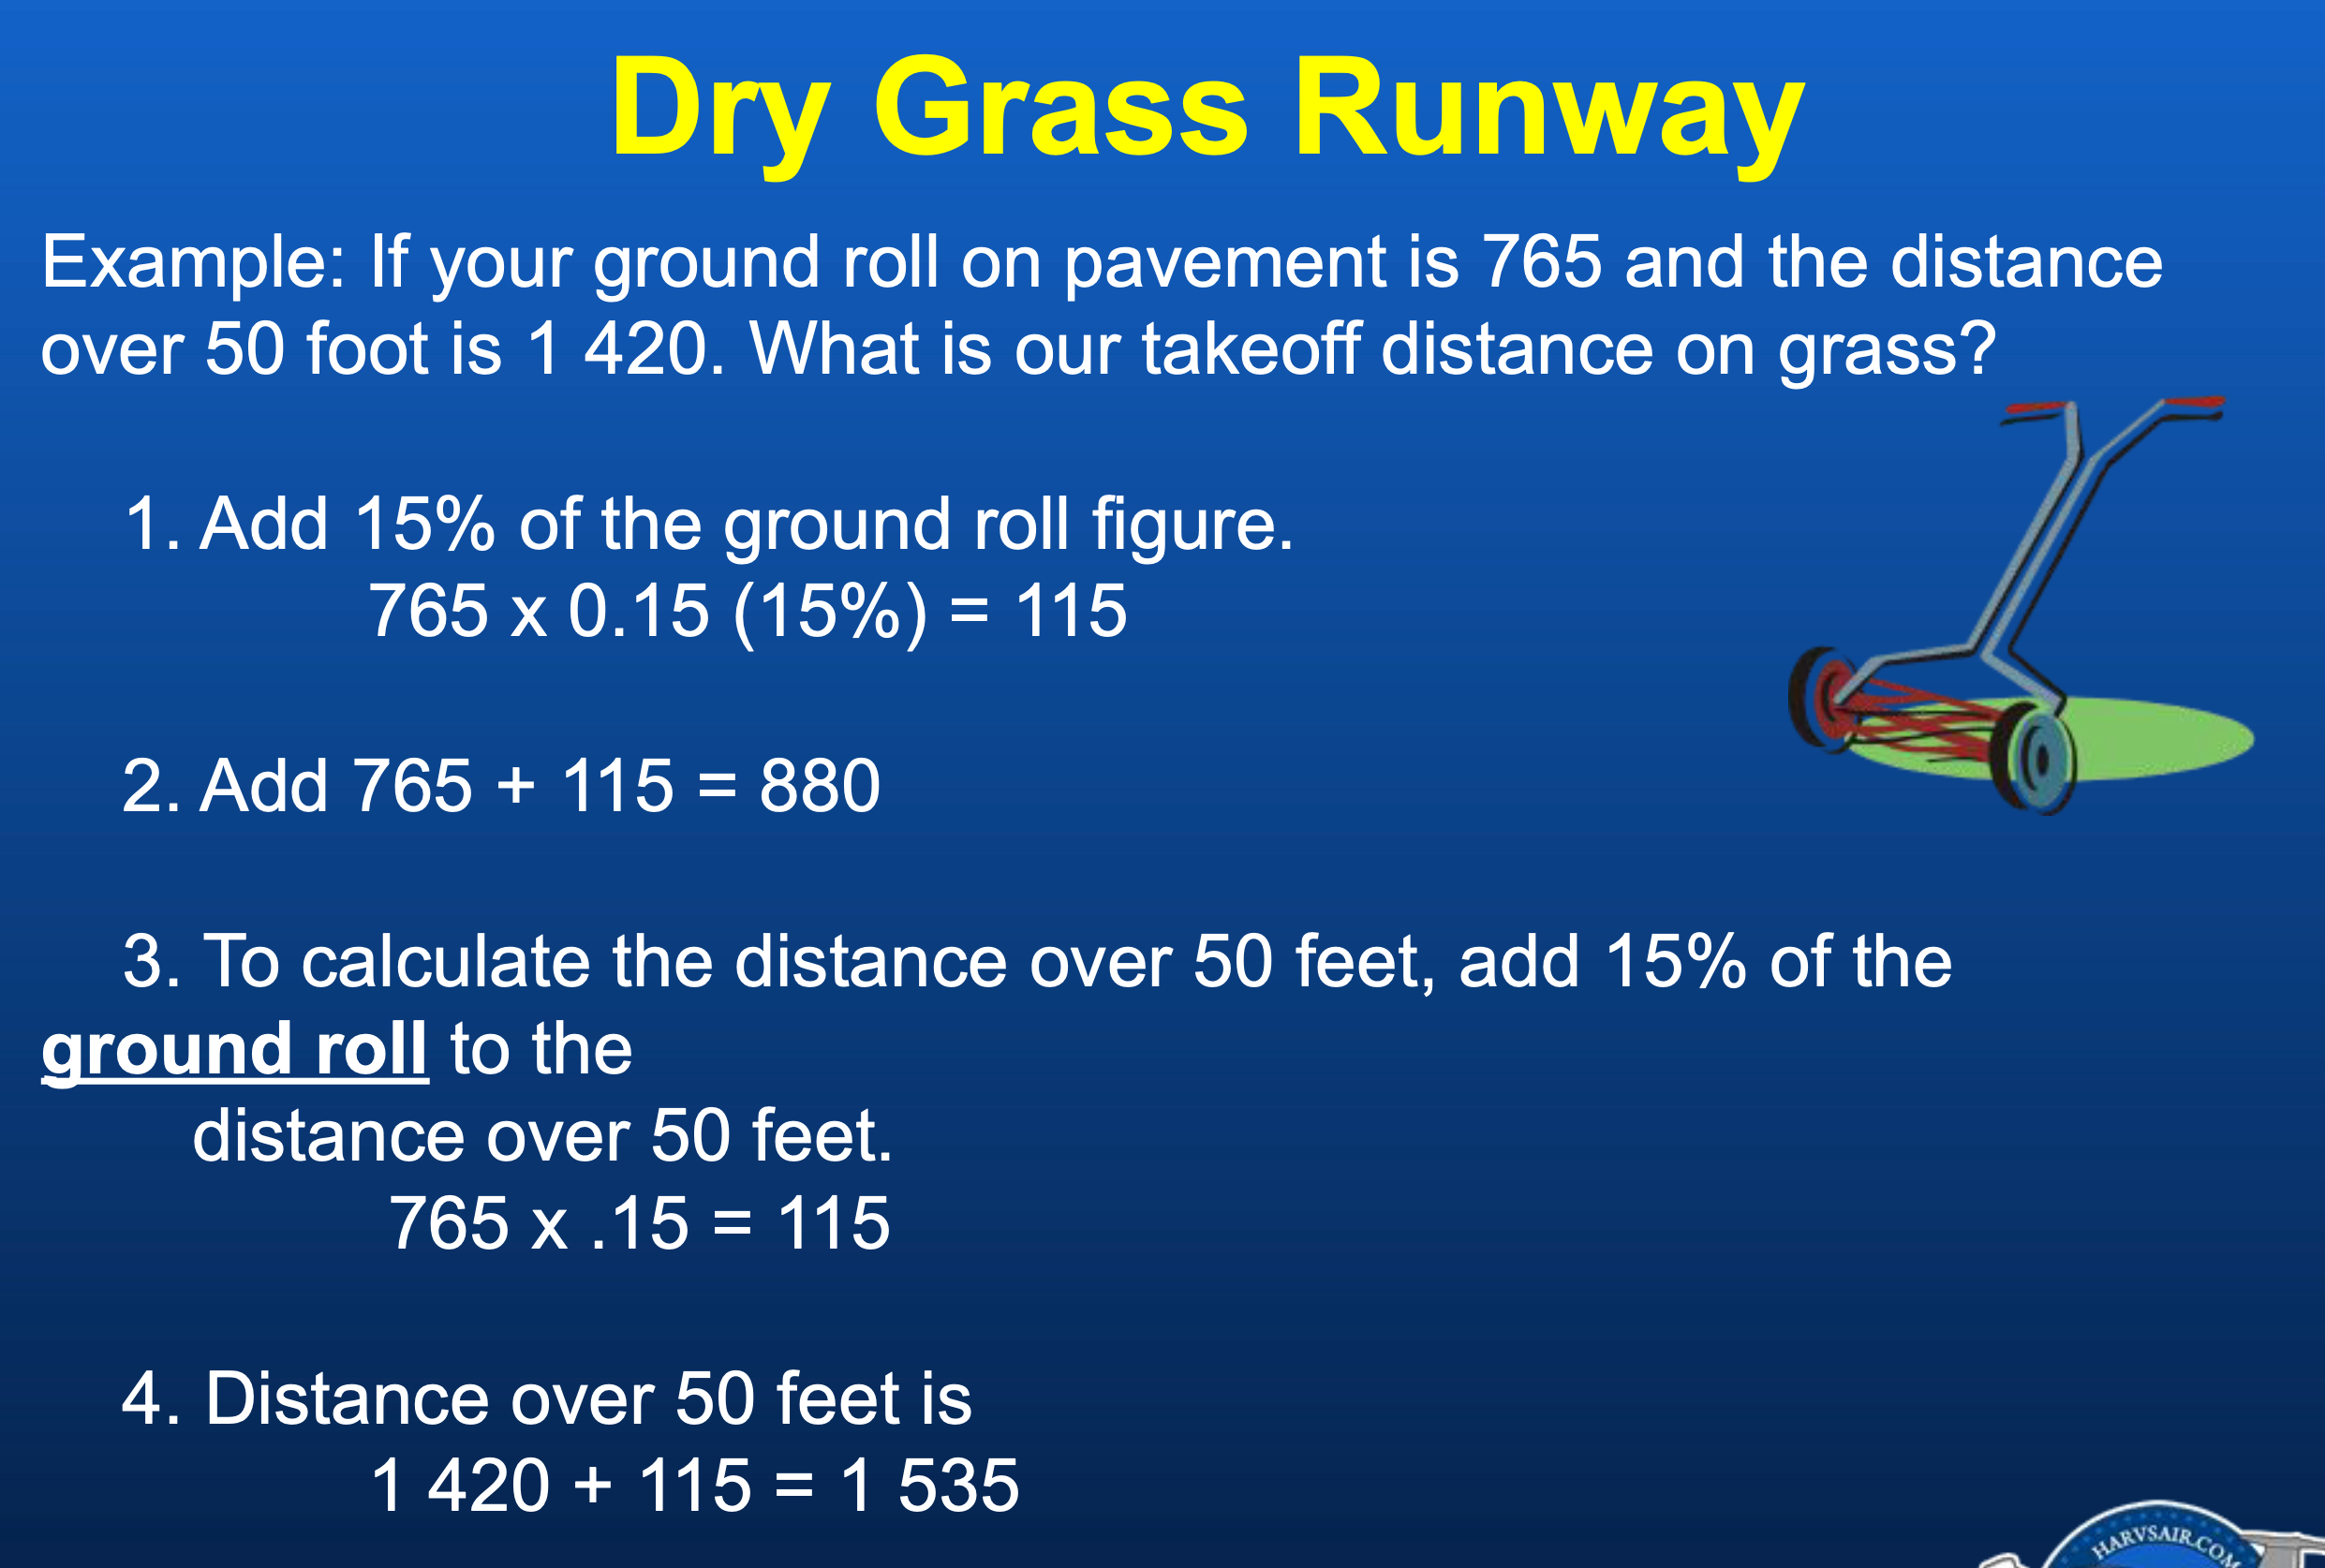 Dry Grass Runway
Example: If your ground roll on pavement is 765 and the distance
over 50 foot is 1 420. What is our takeoff distance on grass?
1. Add 15% of the ground roll figure.
765 x 0.15 (15%) = 115
2. Add 765 + 115 = 880
3. To calculate the distance over 50 feet, add 15% of the
ground roll to the
distance over 50 feet.
765 x .15 = 115
4. Distance over 50 feet is
1 420 + 115 = 1 535
HARVSAIR.COM